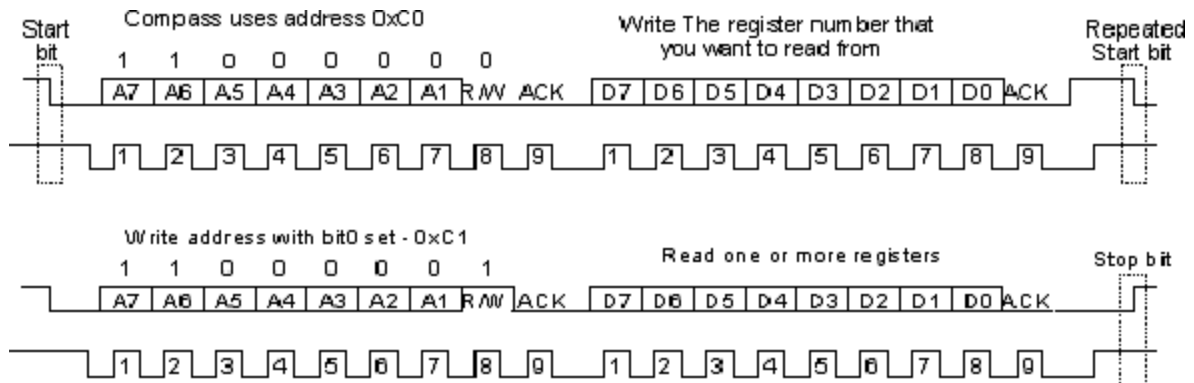 Start bit
Compass uses address 0xC0
Write The register number that
you want to read from
Repeated
Start bit
1 1 0 0 0 0 0 0
A7 A6 A5 A4 A3 A2 A1 R/W ACK D7 D6 D5 D4 D3 D2 D1 D0 ACK
1 2 3 4 5 6 7 8 9 1 2 3 4 5 6 7 8 9
Write address with bit0 set - 0xC1
Read one or more registers
Stop bit
1 1 0 0 0 0 0 1
A7 A6 A5 A4 A3 A2 A1 R/W ACK D7 D6 D5 D4 D3 D2 D1 D0 ACK
1 2 3 4 5 6 7 8 9 1 2 3 4 5 6 7 8 9